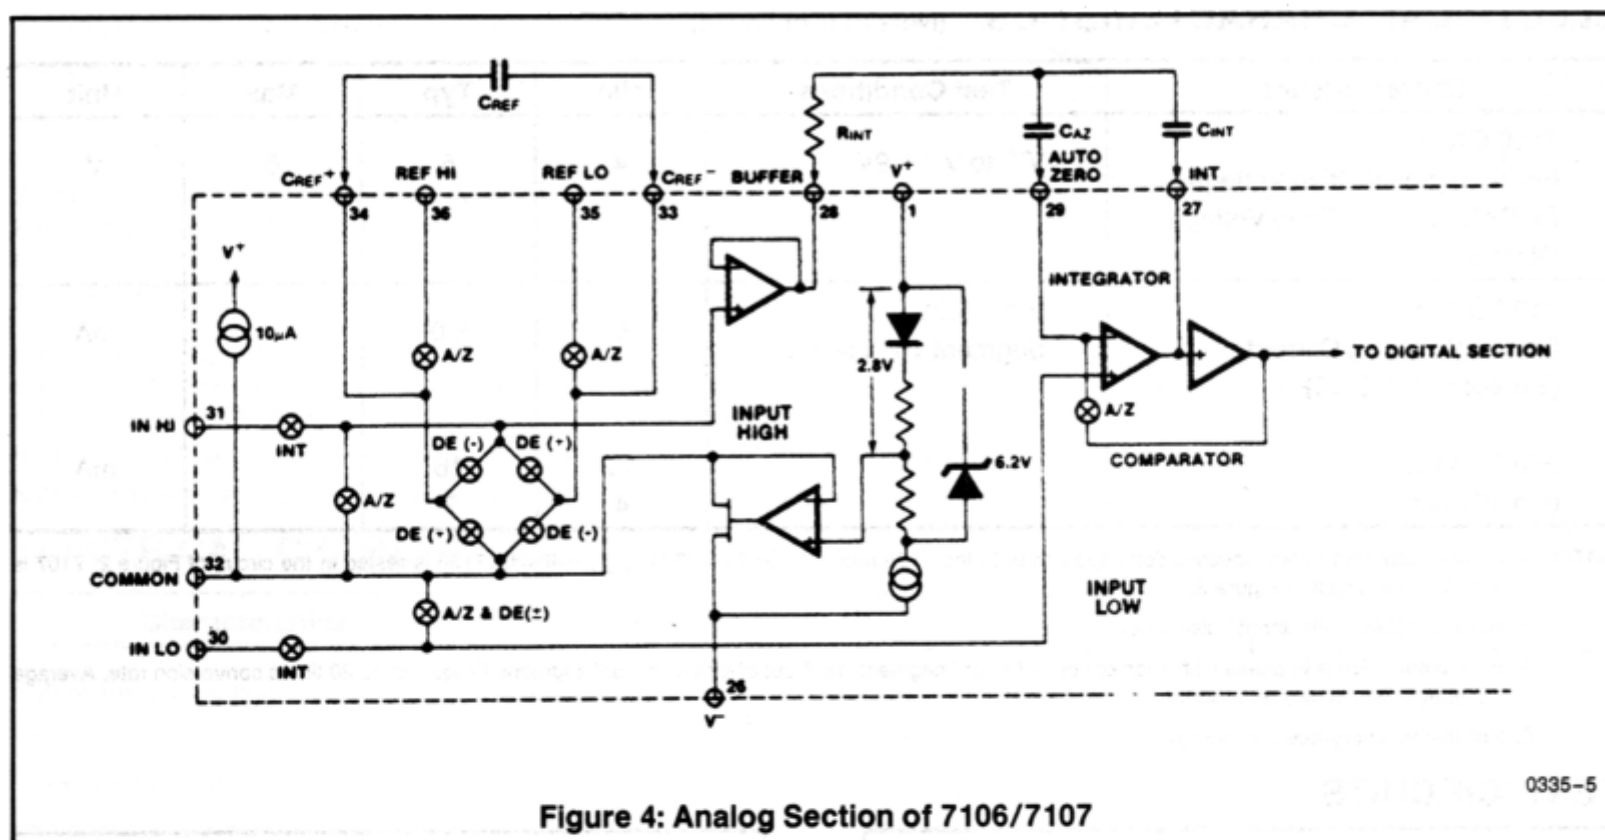 CREF
RINT
CAZ
CINT
AUTO ZERO
INT.
CREF+
REF HI
REF LO
CREF-
BUFFER
V+
34
36
35
33
28
1
29
27
V+
10µA
A/Z
A/Z
2.8V
INTEGRATOR
TO DIGITAL SECTION
31
IN HI
INT
DE (-)
DE (+)
INPUT HIGH
A/Z
COMPARATOR
6.2V
A/Z
DE (+)
DE (-)
32
COMMON
A/Z & DE(±)
INPUT LOW
30
IN LO
INT
26
V-
0335-5
Figure 4: Analog Section of 7106/7107